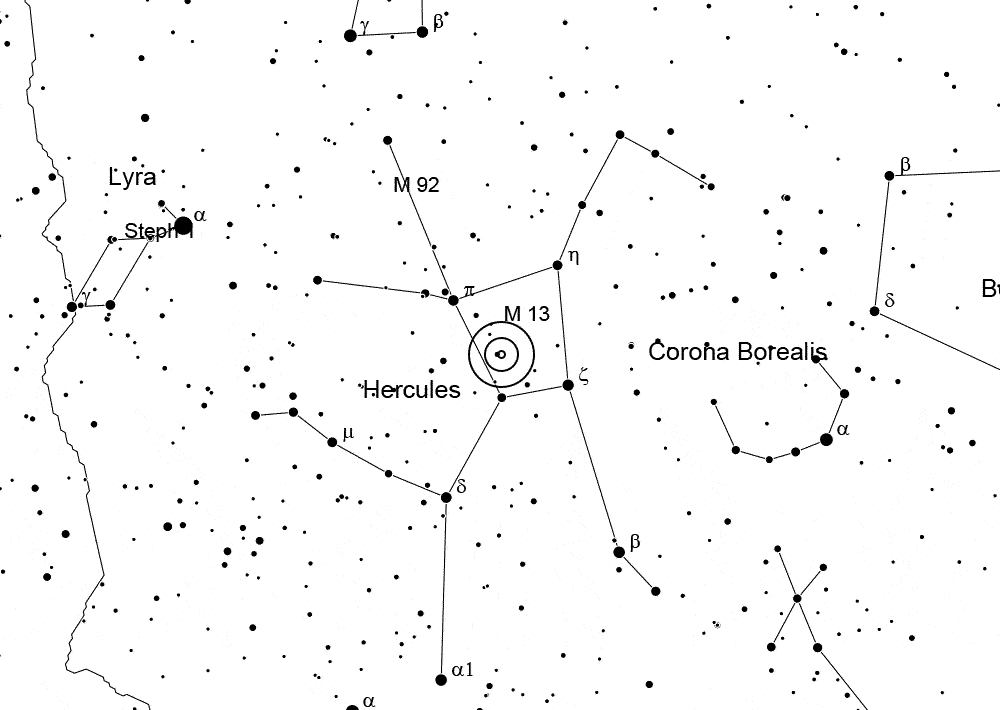 γ
β
β
Lyra
M 92
α
Steph 1
η
π
γ
δ
M 13
Corona Borealis
ζ
Hercules
α
μ
δ
β
α1
α